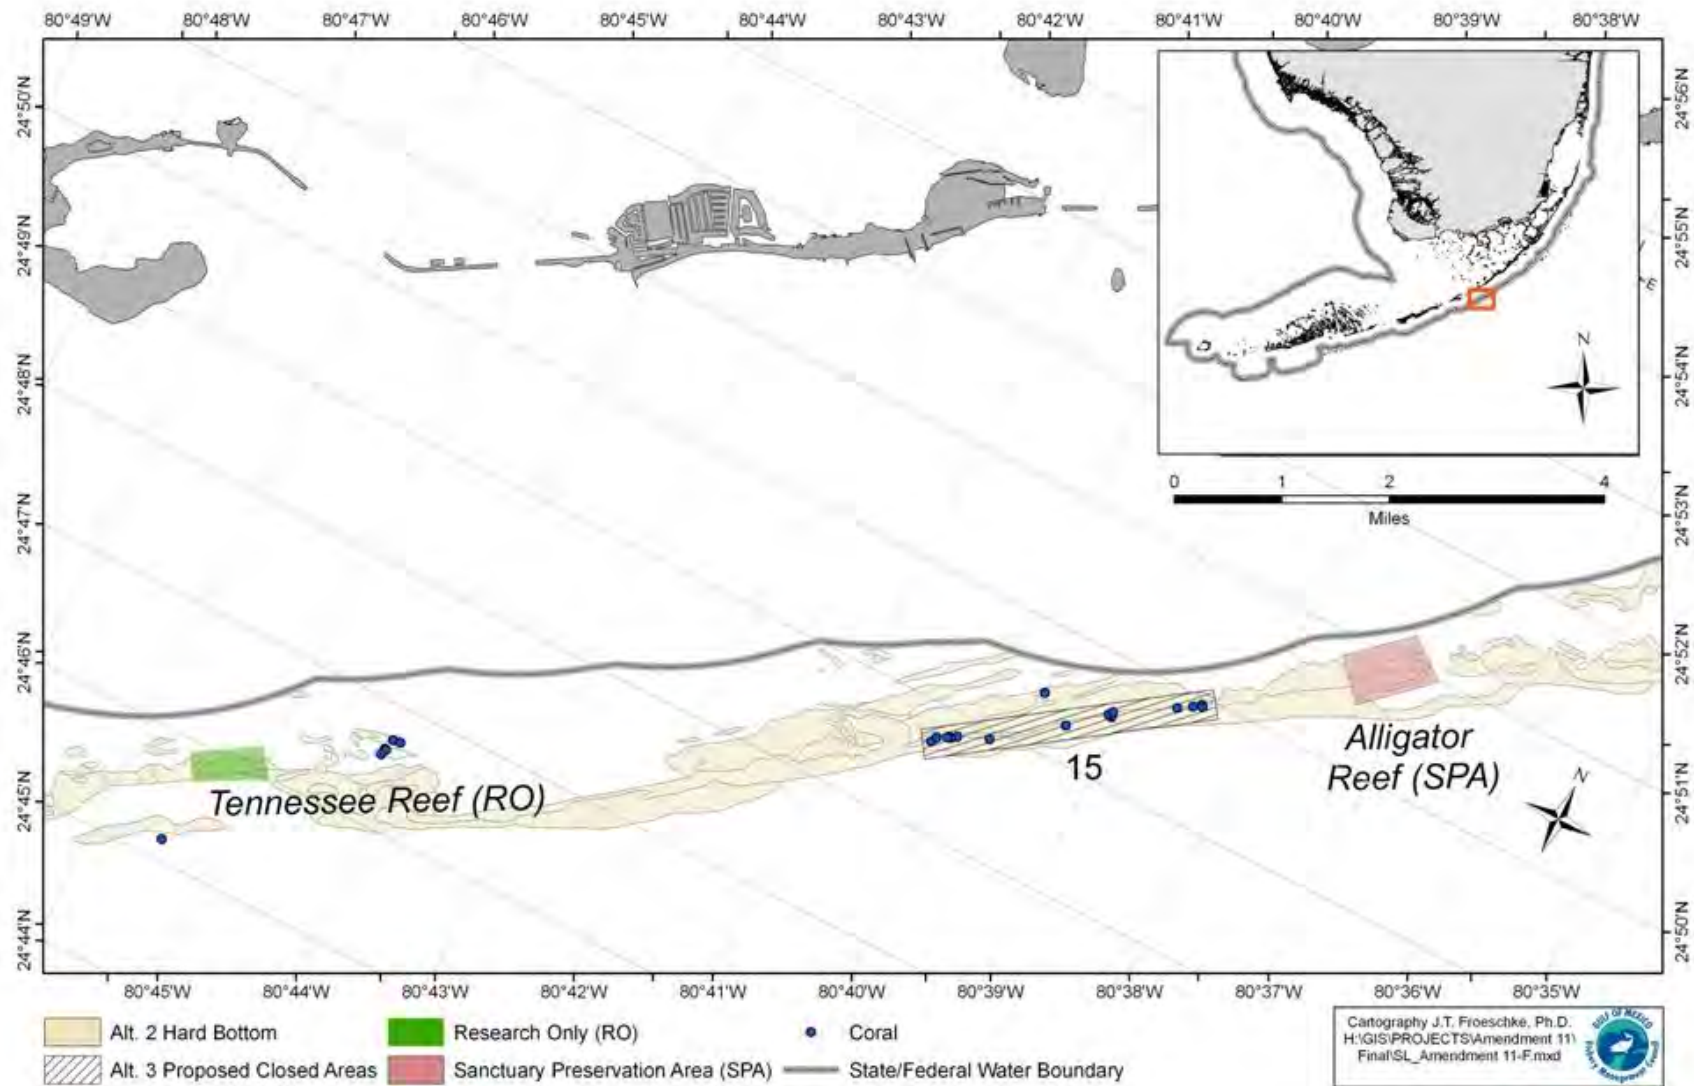 80°49'W 80°48'W 80°47'W 80°46'W 80°45'W 80°44'W 80°43'W 80°42'W 80°41'W 80°40'W 80°39'W 80°38'W
24°50'N
24°49'N
24°48'N
24°47'N
24°46'N
24°45'N
24°44'N
24°56'N
24°55'N
24°54'N
24°53'N
24°52'N
24°51'N
24°50'N
N
0 1 2 4
Miles
Tennessee Reef (RO)
15
Alligator
Reef (SPA)
N
80°45'W 80°44'W 80°43'W 80°42'W 80°41'W 80°40'W 80°39'W 80°38'W 80°37'W 80°36'W 80°35'W
Alt. 2 Hard Bottom
Research Only (RO)
Coral
Alt. 3 Proposed Closed Areas
Sanctuary Preservation Area (SPA)
State/Federal Water Boundary
Cartography J.T. Froeschke, Ph.D.
H:\GIS\PROJECTS\Amendment 11\
Final\SL_Amendment 11-F.mxd
GULF OF MEXICO
Fishery Management Council